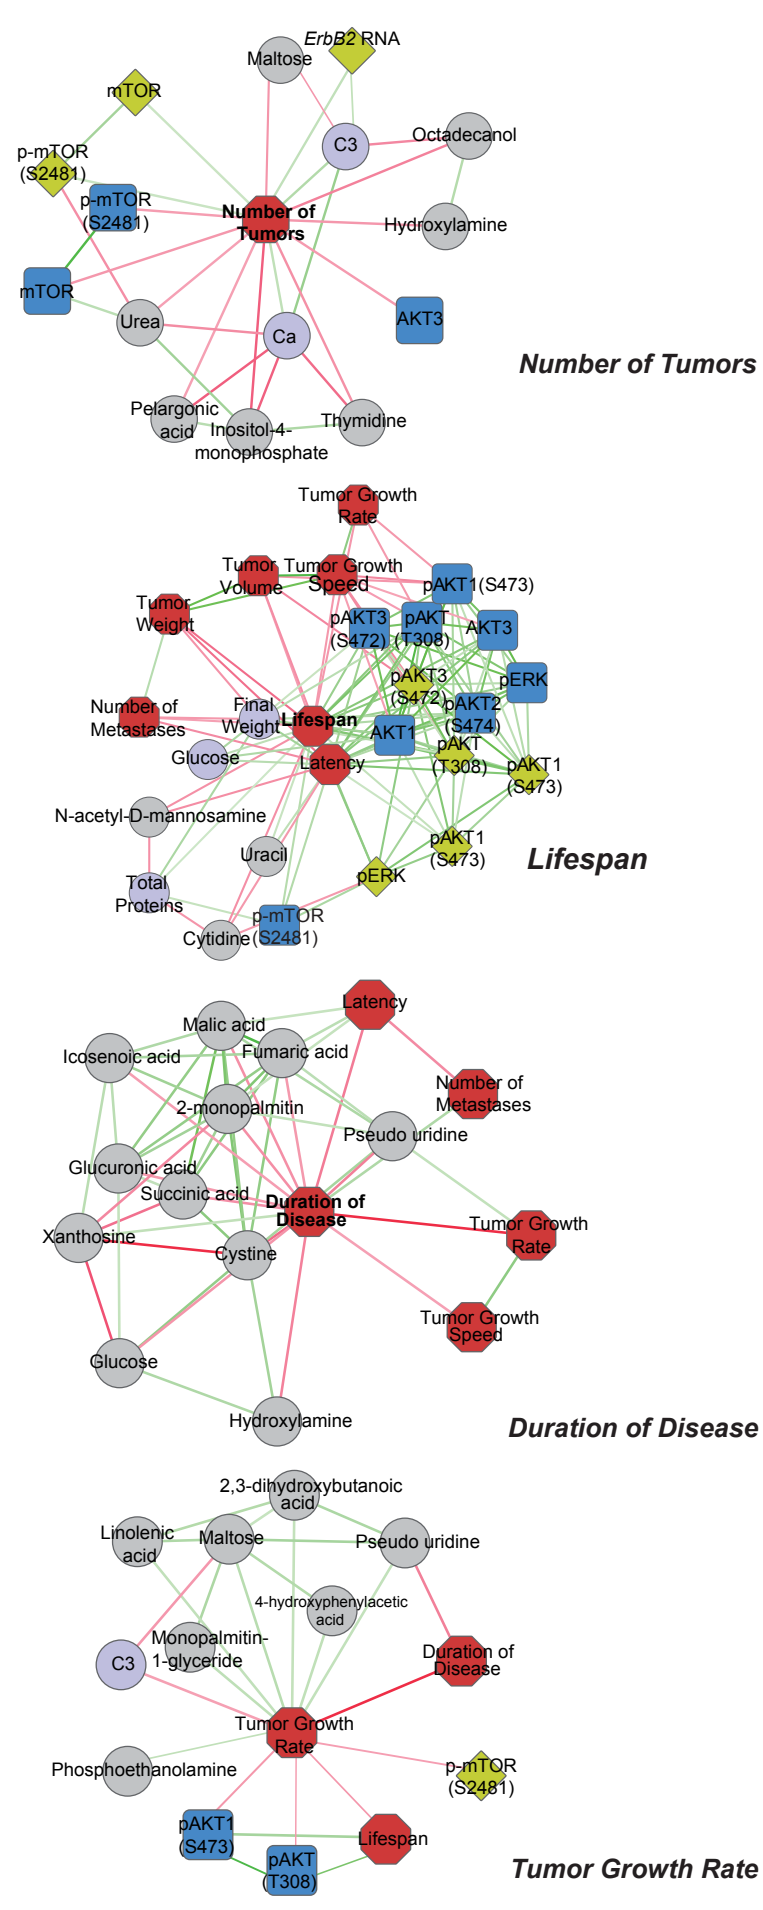 ErbB2 RNA
Maltose
mTOR
C3
Octadecanol
p-mTOR
(S2481)
p-mTOR
(S2481)
Number of
Tumors
Hydroxylamine
mTOR
Urea
Ca
AKT3
Number of Tumors
Pelargonic
acid
Inositol-4-
monophosphate
Thymidine
Tumor Growth
Rate
Tumor
Volume
Tumor Growth
Speed
pAKT1(S473)
Tumor
Weight
pAKT3
(S472)
pAKT
(T308)
AKT3
pAKT3
(S472)
pERK
Number of
Metastases
Final
Weight
Lifespan
pAKT2
(S474)
AKT1
Glucose
Latency
pAKT
(T308)
pAKT1
(S473)
N-acetyl-D-mannosamine
Uracil
pAKT1
(S473)
Lifespan
pERK
Total
Proteins
Cytidine
p-mTOR
(S2481)
Latency
Malic acid
Icosenoic acid
Fumaric acid
Number of
Metastases
2-monopalmitin
Pseudo uridine
Glucuronic acid
Succinic acid
Duration of
Disease
Xanthosine
Cystine
Tumor Growth
Rate
Tumor Growth
Speed
Glucose
Hydroxylamine
Duration of Disease
2,3-dihydroxybutanoic
acid
Linolenic
acid
Maltose
Pseudo uridine
4-hydroxyphenylacetic
acid
Monopalmitin-
1-glyceride
C3
Duration of
Disease
Tumor Growth
Rate
Phosphoethanolamine
p-mTOR
(S2481)
pAKT1
(S473)
Lifespan
pAKT
(T308)
Tumor Growth Rate